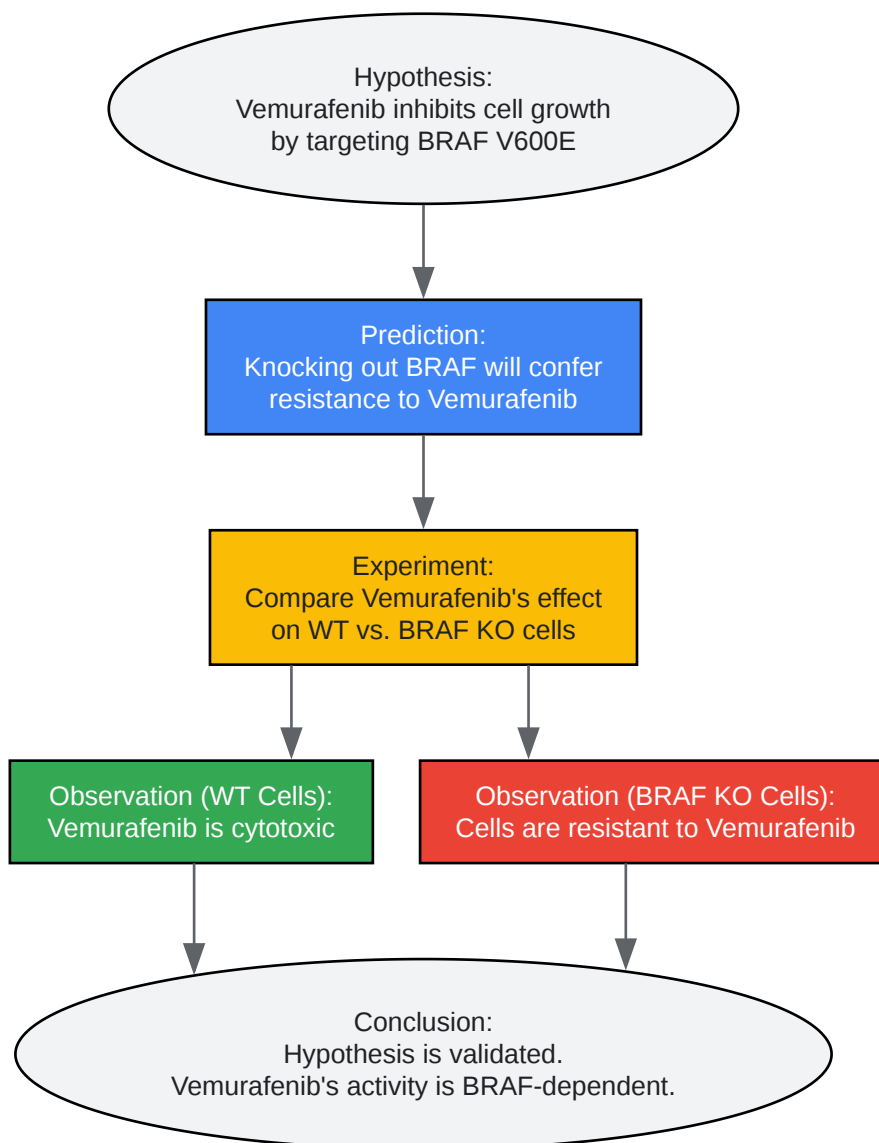 Hypothesis:
Vemurafenib inhibits cell growth
by targeting BRAF V600E
Prediction:
Knocking out BRAF will confer
resistance to Vemurafenib
Experiment:
Compare Vemurafenib's effect
on WT vs. BRAF KO cells
Observation (WT Cells):
Vemurafenib is cytotoxic
Observation (BRAF KO Cells):
Cells are resistant to Vemurafenib
Conclusion:
Hypothesis is validated.
Vemurafenib's activity is BRAF-dependent.